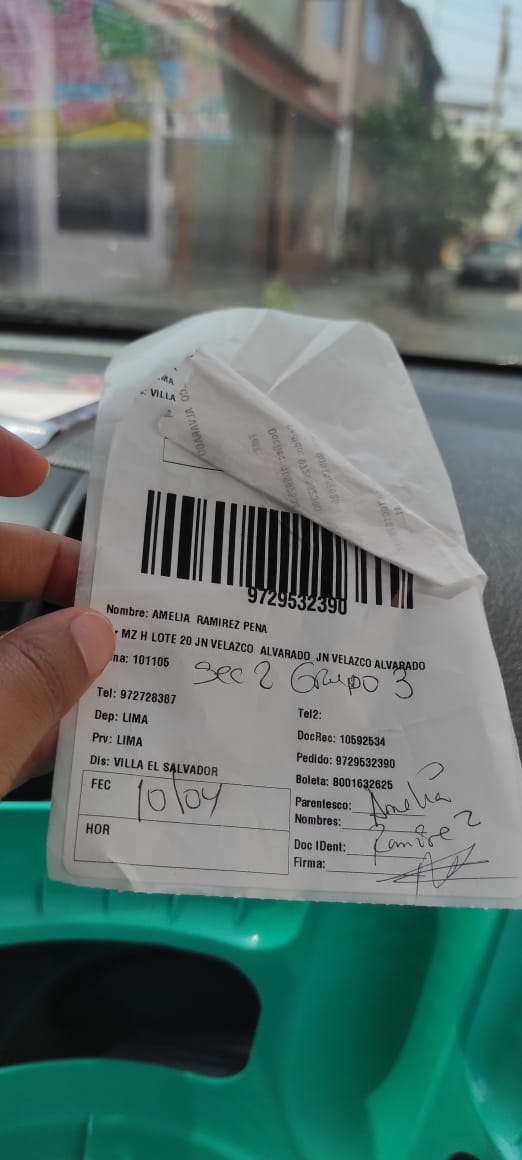 : VILLA
9729532390
Nombre: AMELIA RAMIREZ PENA
MZ H LOTE 20 JN VELAZCO ALVARADO, JN VELAZCO ALVARADO
na: 101105
Sec 2 Grupo 3
Tel: 972728387
Tel2:
Dep: LIMA
DocRec: 10592534
Prv: LIMA
Pedido: 9729532390
Dis: VILLA EL SALVADOR
Boleta: B001632625
FEC 10/04
Parentesco: Amelia
Nombres:
HOR
Doc IDent: Ramirez
Firma: